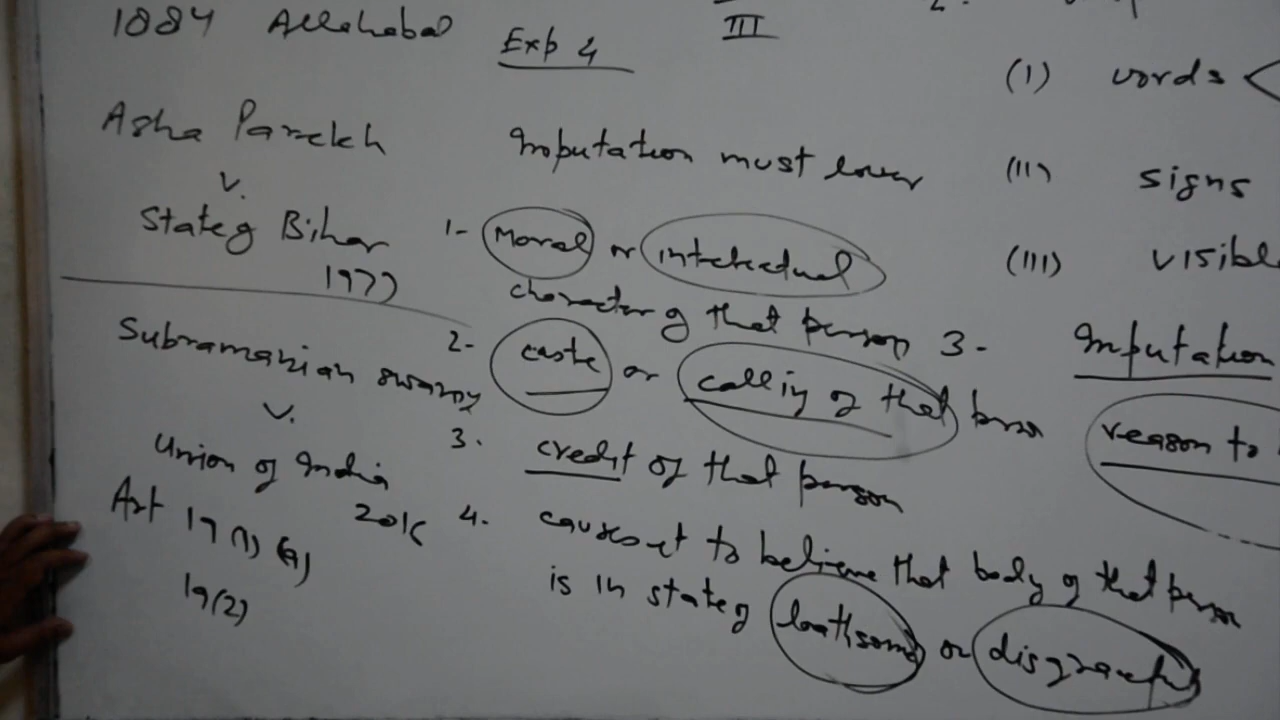 1884 Allahabad
Asha Parekh
v.
State of Bihar
1977
Subramanian swamy
v.
Union of India
2016
Art 19(1)(a)
19(2)
Exp 4
Imputation must lower
1- Moral or intellectual
character of that person
2- caste or calling of that person
3. credit of that person
4. causes it to believe that body of that person
is in state of loathsome or disgraceful
III
(I) words
(II) signs
(III) visible
3- Imputation
reason to